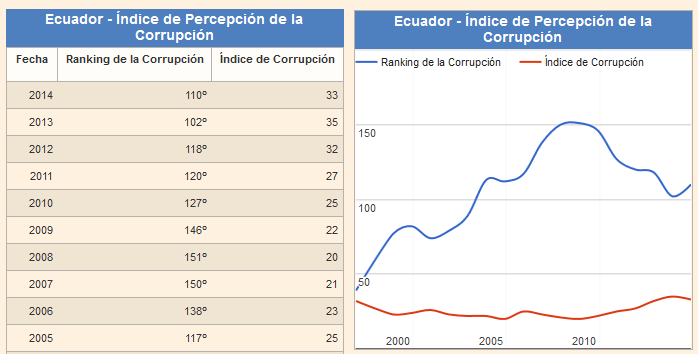 Ecuador - Índice de Percepción de la
Corrupción
Fecha Ranking de la Corrupción Índice de Corrupción
2014 110º 33
2013 102º 35
2012 118º 32
2011 120º 27
2010 127º 25
2009 146º 22
2008 151º 20
2007 150º 21
2006 138º 23
2005 117º 25
Ecuador - Índice de Percepción de la
Corrupción
Ranking de la Corrupción Índice de Corrupción
150
100
50
2000 2005 2010